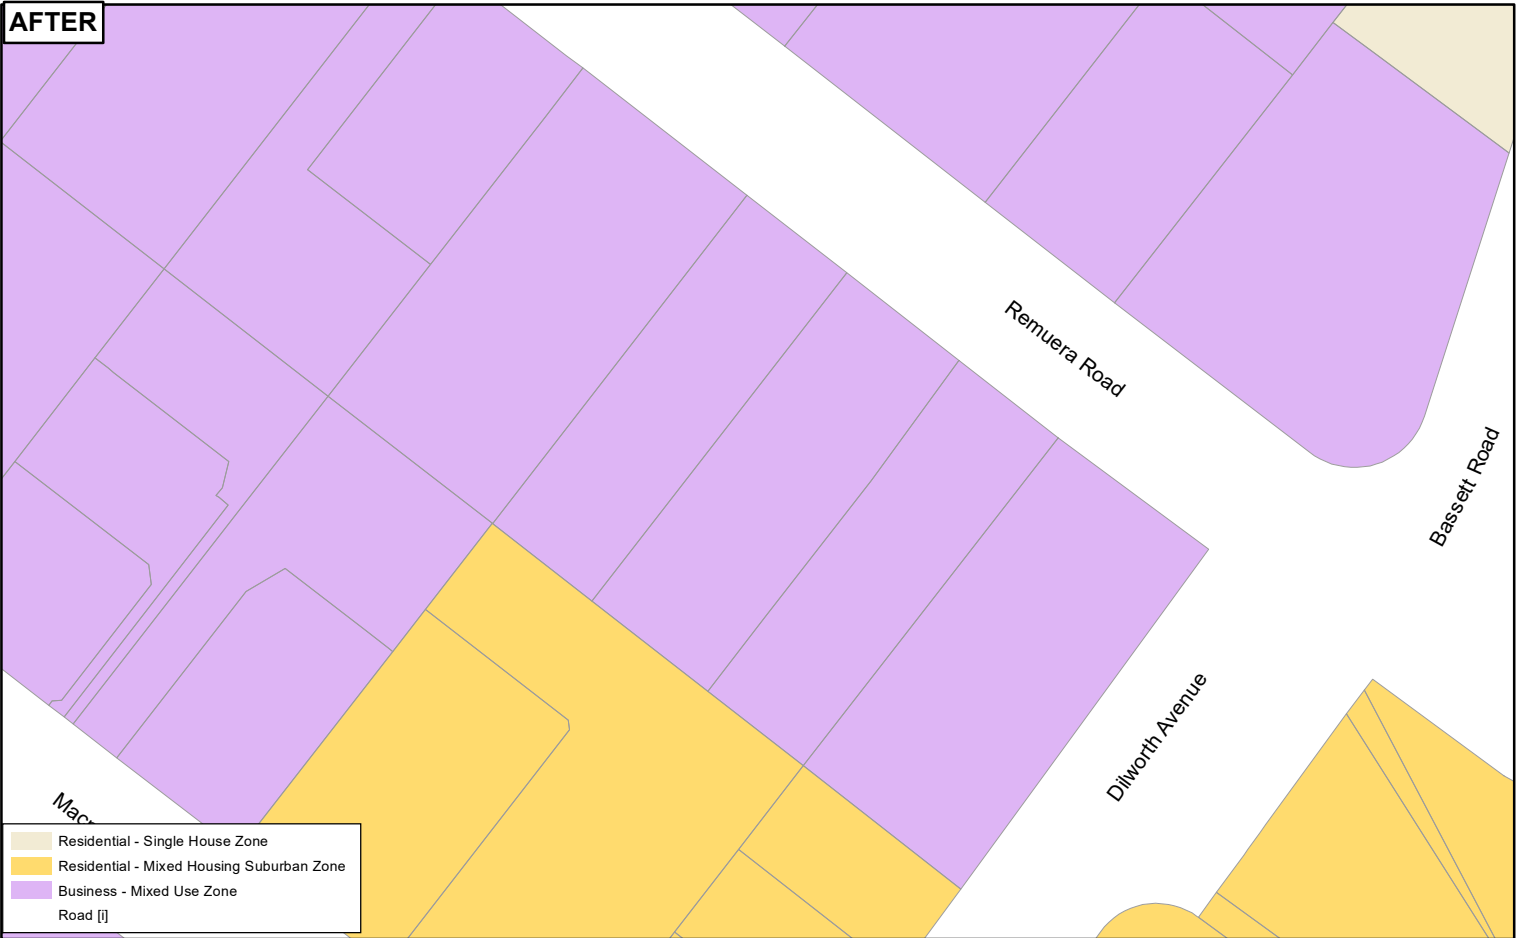 AFTER
Remuera Road
Bassett Road
Dilworth Avenue
Residential - Single House Zone
Residential - Mixed Housing Suburban Zone
Business - Mixed Use Zone
Road [i]